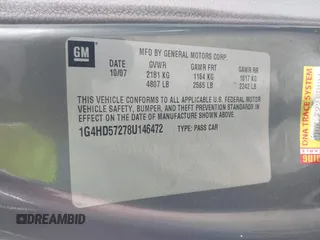 GM
MFD BY GENERAL MOTORS CORP.
DATE GVWR GAWR FRT GAWR RR
10/07 2181 KG 1164 KG 1017 KG
4807 LB 2565 LB 2242 LB
THIS VEHICLE CONFORMS TO ALL APPLICABLE U.S. FEDERAL MOTOR
VEHICLE SAFETY, BUMPER, AND THEFT PREVENTION STANDARDS IN
EFFECT ON THE DATE OF MANUFACTURE SHOWN ABOVE.
1G4HD57278U146472 TYPE: PASS CAR
DNA TRACE
DREAMBID